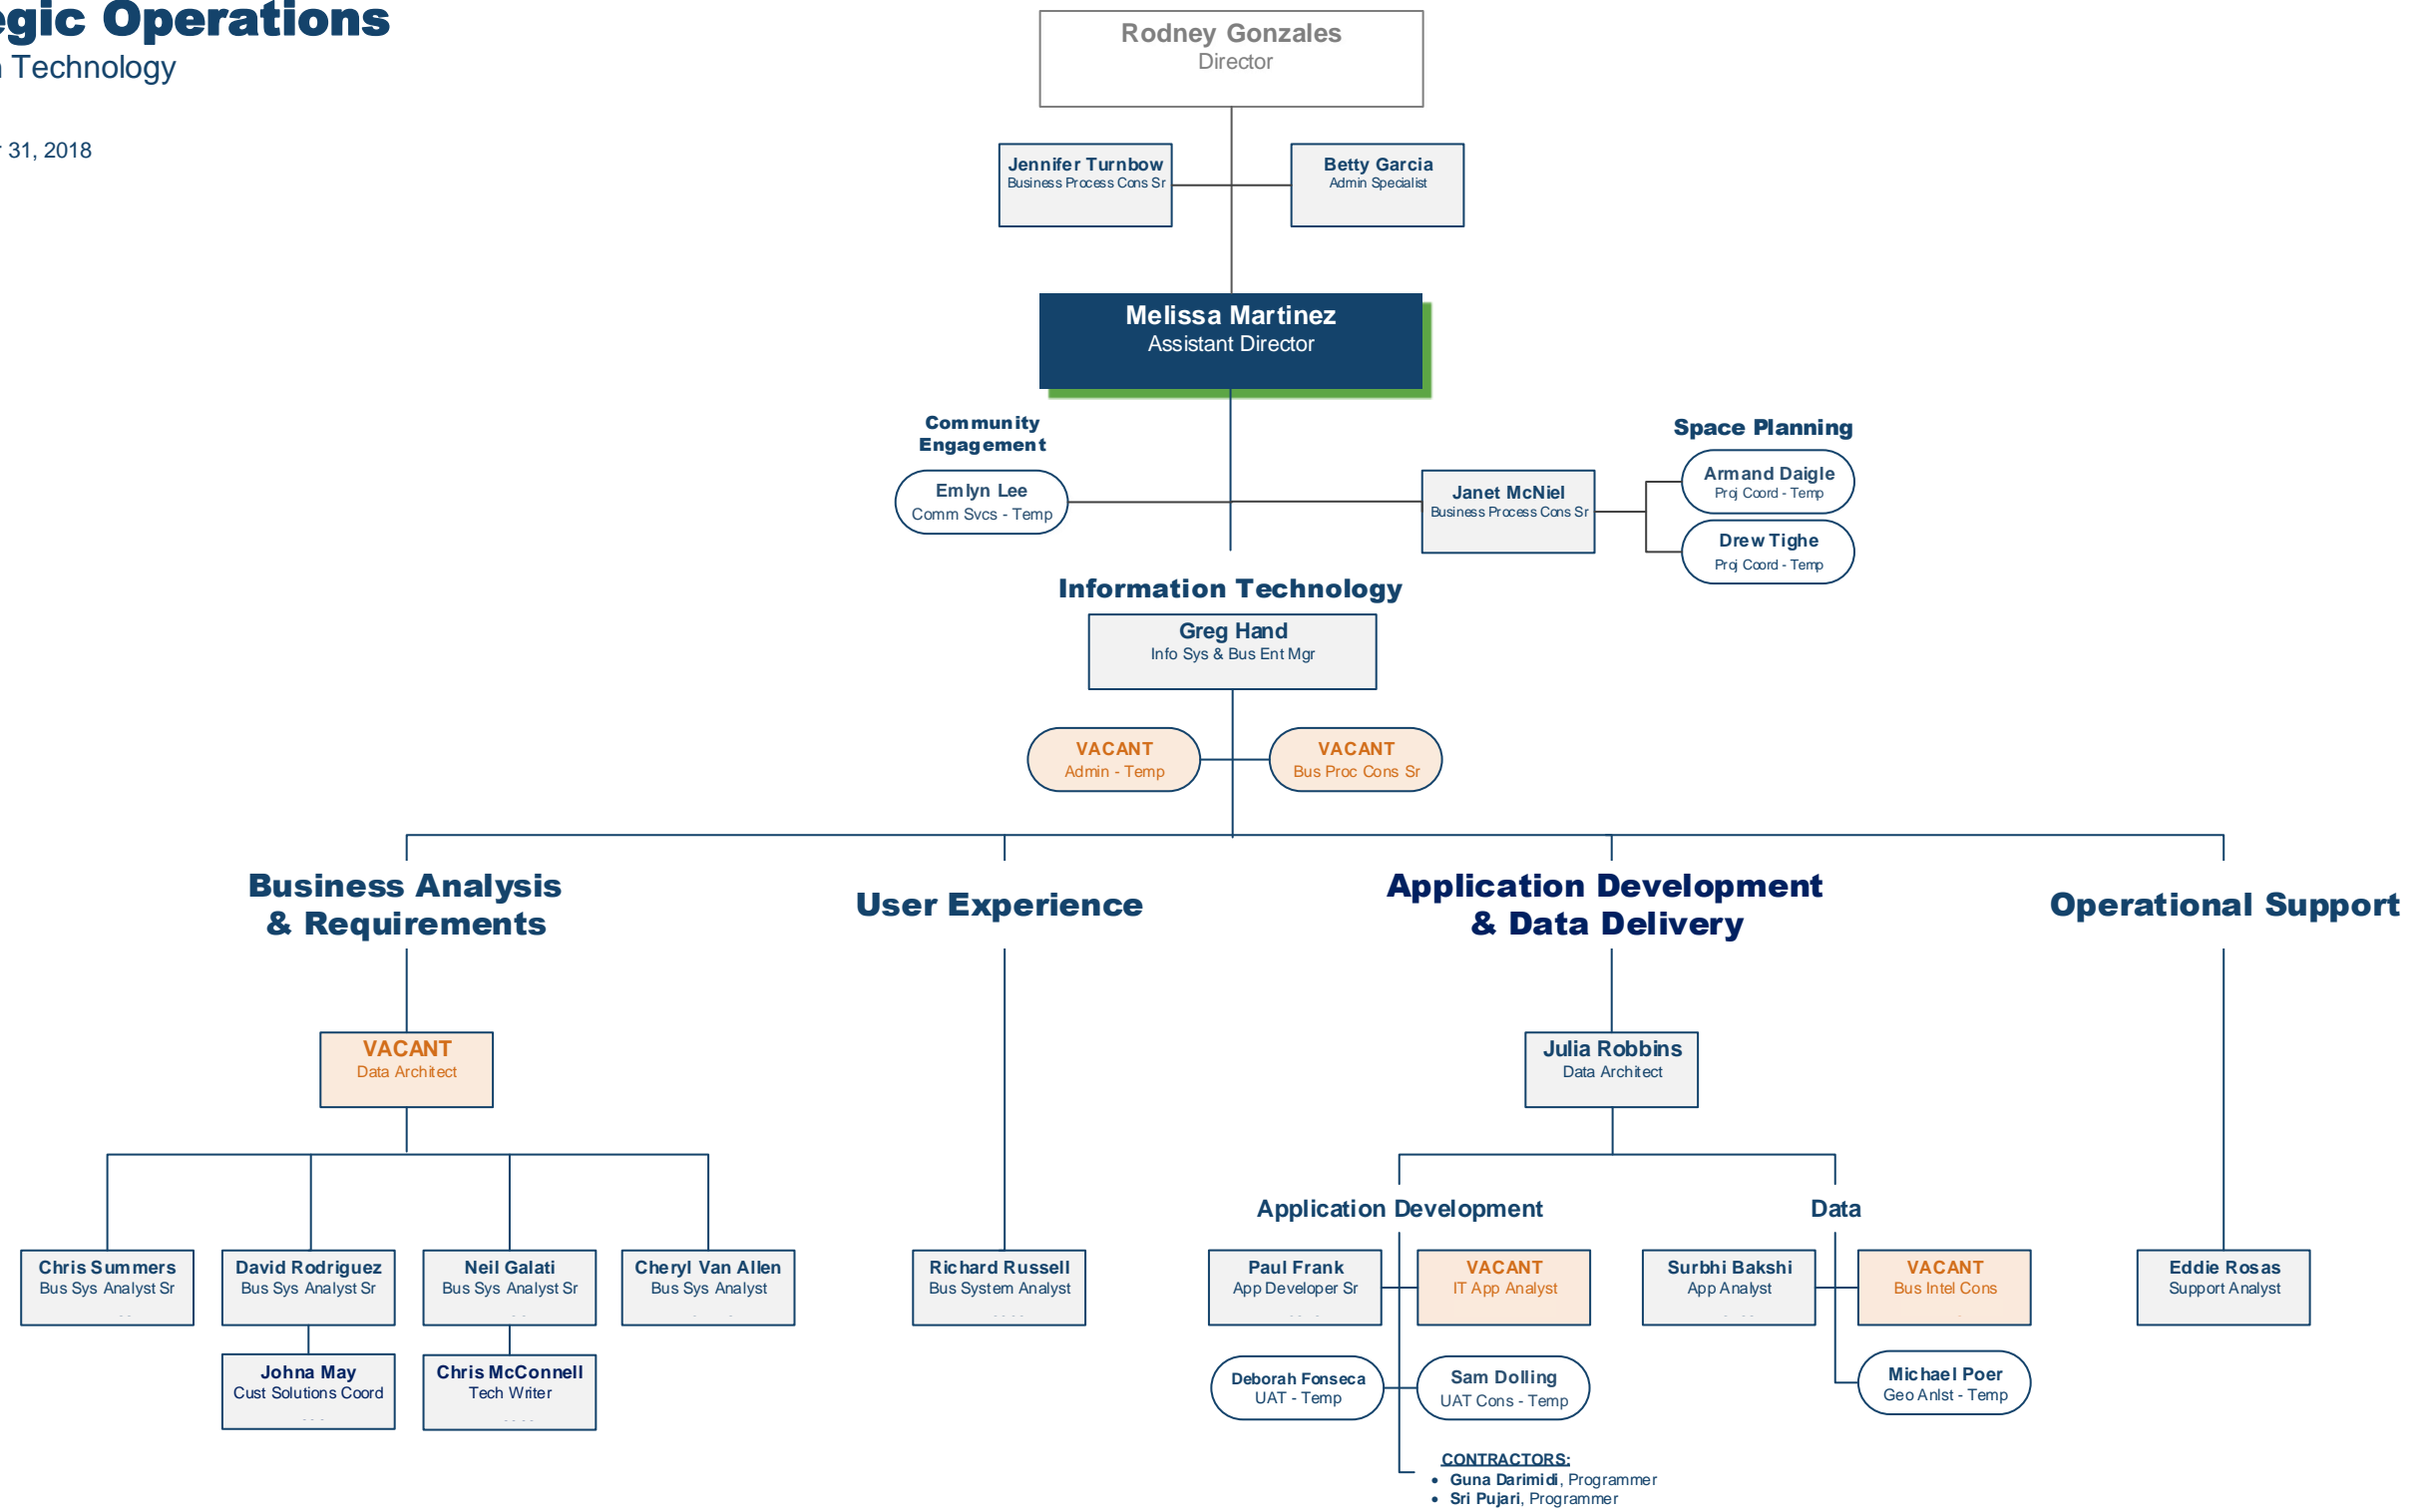 egic Operations
Technology
31, 2018
Rodney Gonzales
Director
Jennifer Turnbow
Business Process Cons Sr
Betty Garcia
Admin Specialist
Melissa Martinez
Assistant Director
Community
Engagement
Emlyn Lee
Comm Svcs - Temp
Janet McNiel
Business Process Cons Sr
Space Planning
Armand Daigle
Proj Coord - Temp
Drew Tighe
Proj Coord - Temp
Information Technology
Greg Hand
Info Sys & Bus Ent Mgr
VACANT
Admin - Temp
VACANT
Bus Proc Cons Sr
Business Analysis
& Requirements
User Experience
Application Development
& Data Delivery
Operational Support
VACANT
Data Architect
Julia Robbins
Data Architect
Application Development
Data
Chris Summers
Bus Sys Analyst Sr
David Rodriguez
Bus Sys Analyst Sr
Neil Galati
Bus Sys Analyst Sr
Cheryl Van Allen
Bus Sys Analyst
Richard Russell
Bus System Analyst
Paul Frank
App Developer Sr
VACANT
IT App Analyst
Surbhi Bakshi
App Analyst
VACANT
Bus Intel Cons
Eddie Rosas
Support Analyst
Johna May
Cust Solutions Coord
Chris McConnell
Tech Writer
Deborah Fonseca
UAT - Temp
Sam Dolling
UAT Cons - Temp
Michael Poer
Geo Anlst - Temp
CONTRACTORS:
• Guna Darimidi, Programmer
• Sri Pujari, Programmer